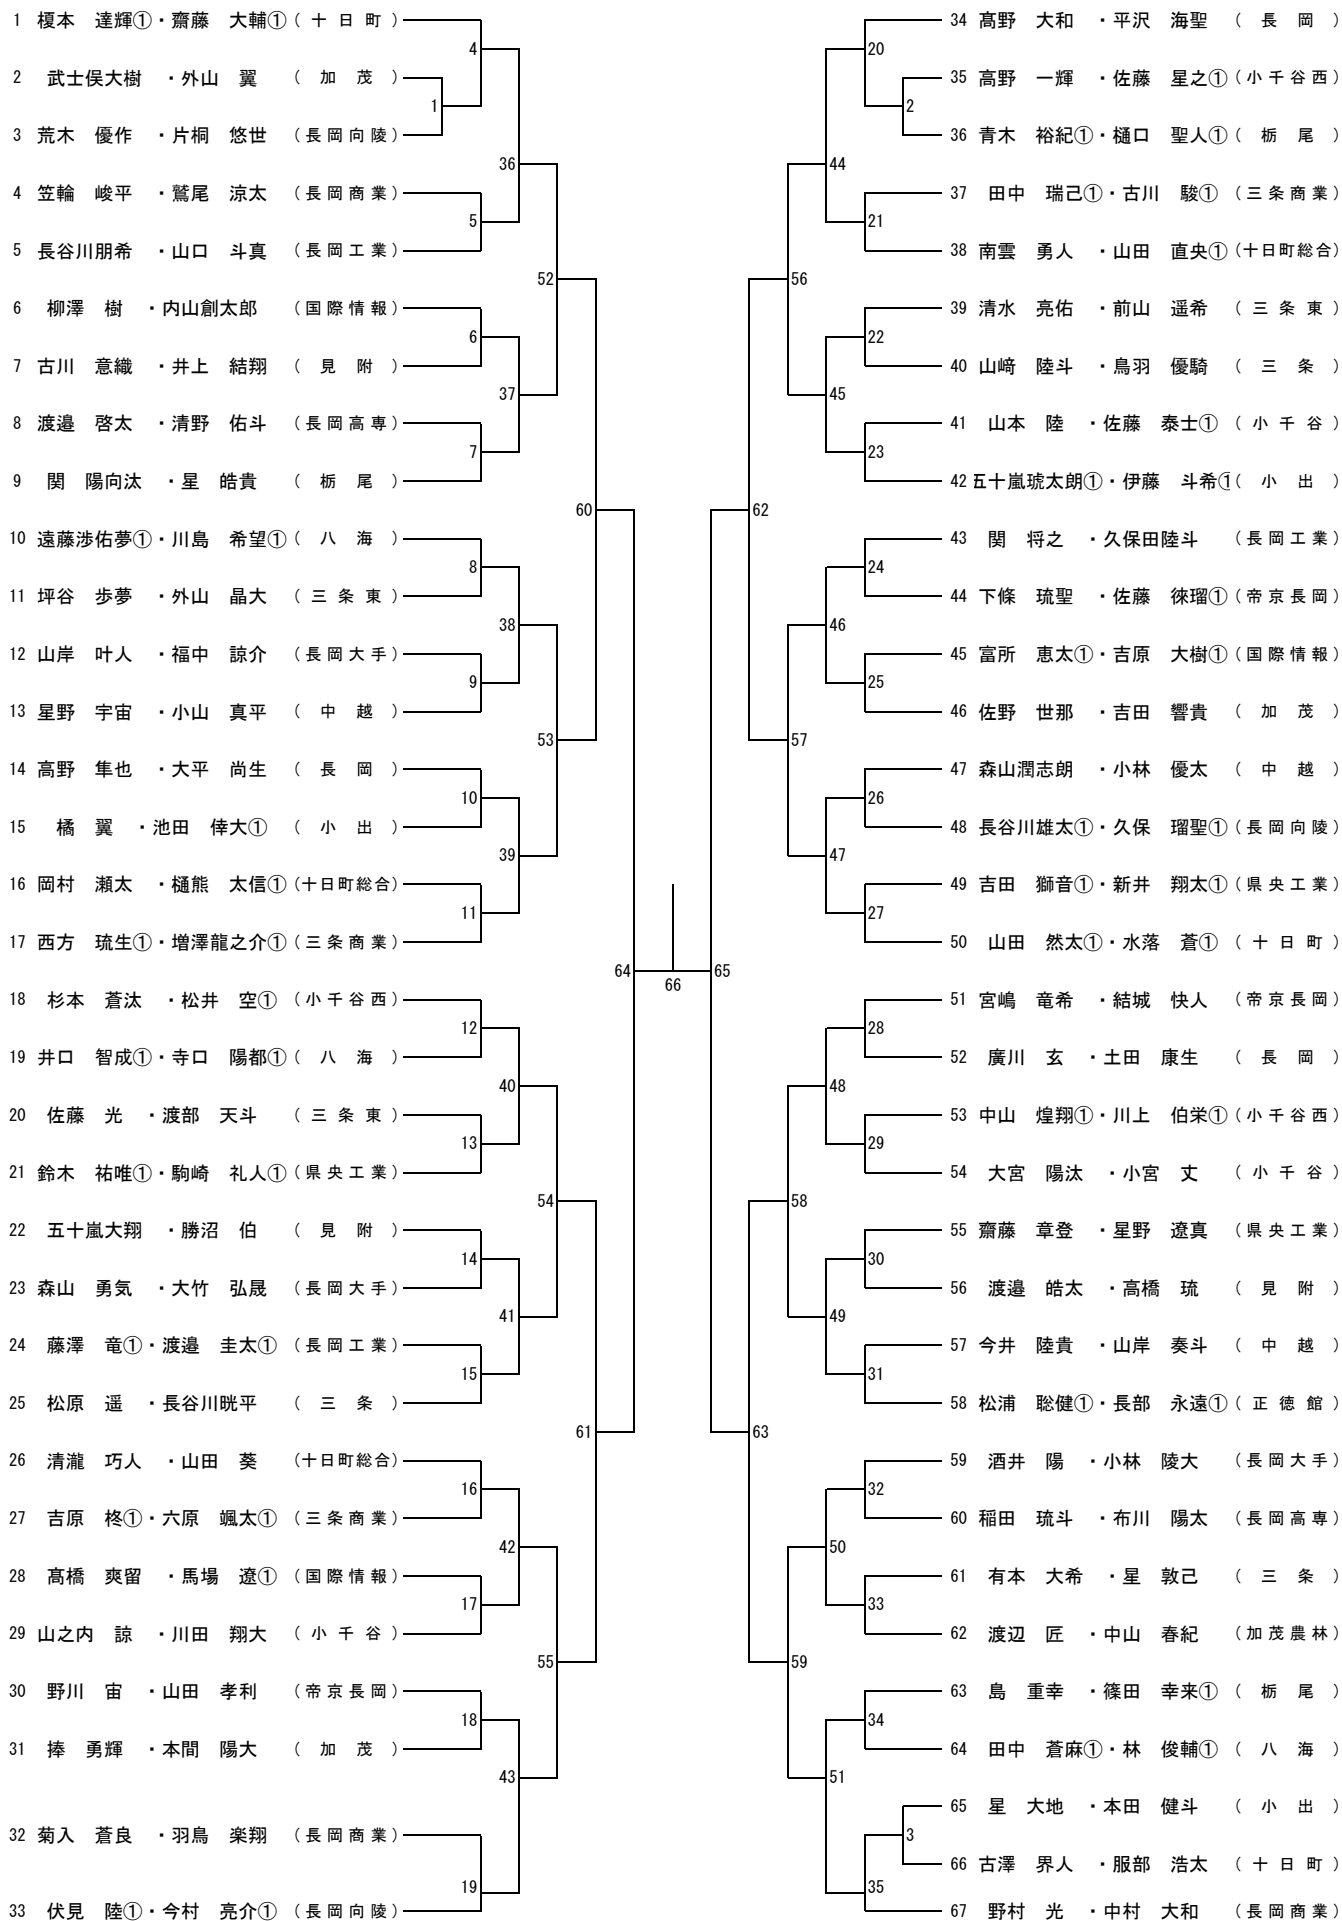 1 榎本 達輝①・齋藤 大輔① ( 十 日 町 )
2 武士俣大樹 ・外山 翼 ( 加 茂 )
3 荒木 優作 ・片桐 悠世 (長岡向陵)
4 笠輪 峻平 ・鷲尾 涼太 (長岡商業)
5 長谷川朋希 ・山口 斗真 (長岡工業)
6 柳澤 樹 ・内山創太郎 (国際情報)
7 古川 意織 ・井上 結翔 ( 見 附 )
8 渡邉 啓太 ・清野 佑斗 (長岡高専)
9 関 陽向汰 ・星 皓貴 ( 栃 尾 )
10 遠藤渉佑夢①・川島 希望① ( 八 海 )
11 坪谷 歩夢 ・外山 晶大 ( 三 条 東 )
12 山岸 叶人 ・福中 諒介 (長岡大手)
13 星野 宇宙 ・小山 真平 ( 中 越 )
14 高野 隼也 ・大平 尚生 ( 長 岡 )
15 橘 翼 ・池田 倖大① ( 小 出 )
16 岡村 瀬太 ・樋熊 太信① (十日町総合)
17 西方 琉生①・増澤龍之介① (三条商業)
18 杉本 蒼汰 ・松井 空① (小千谷西)
19 井口 智成①・寺口 陽都① ( 八 海 )
20 佐藤 光 ・渡部 天斗 ( 三 条 東 )
21 鈴木 祐唯①・駒崎 礼人① (県央工業)
22 五十嵐大翔 ・勝沼 伯 ( 見 附 )
23 森山 勇気 ・大竹 弘晟 (長岡大手)
24 藤澤 竜①・渡邉 圭太① (長岡工業)
25 松原 遥 ・長谷川晄平 ( 三 条 )
26 清瀧 巧人 ・山田 葵 (十日町総合)
27 吉原 柊①・六原 颯太① (三条商業)
28 髙橋 爽留 ・馬場 遼① (国際情報)
29 山之内 諒 ・川田 翔大 ( 小 千 谷 )
30 野川 宙 ・山田 孝利 (帝京長岡)
31 捧 勇輝 ・本間 陽大 ( 加 茂 )
32 菊入 蒼良 ・羽鳥 楽翔 (長岡商業)
33 伏見 陸①・今村 亮介① (長岡向陵)
1
4
5
6
7
8
9
10
11
12
13
14
15
16
17
18
19
36
37
38
39
40
41
42
43
52
53
54
55
60
61
64
66
65
62
63
56
57
58
59
44
45
46
47
48
49
50
51
20
21
22
23
24
25
26
27
28
29
30
31
32
33
34
35
2
3
34 髙野 大和 ・平沢 海聖 ( 長 岡 )
35 高野 一輝 ・佐藤 星之① (小千谷西)
36 青木 裕紀①・樋口 聖人① ( 栃 尾 )
37 田中 瑞己①・古川 駿① (三条商業)
38 南雲 勇人 ・山田 直央① (十日町総合)
39 清水 亮佑 ・前山 遥希 ( 三 条 東 )
40 山﨑 陸斗 ・鳥羽 優騎 ( 三 条 )
41 山本 陸 ・佐藤 泰士① ( 小 千 谷 )
42 五十嵐琥太朗①・伊藤 斗希① ( 小 出 )
43 関 将之 ・久保田陸斗 (長岡工業)
44 下條 琉聖 ・佐藤 徠瑠① (帝京長岡)
45 富所 恵太①・吉原 大樹① (国際情報)
46 佐野 世那 ・吉田 響貴 ( 加 茂 )
47 森山潤志朗 ・小林 優太 ( 中 越 )
48 長谷川雄太①・久保 瑠聖① (長岡向陵)
49 吉田 獅音①・新井 翔太① (県央工業)
50 山田 然太①・水落 蒼① ( 十 日 町 )
51 宮嶋 竜希 ・結城 快人 (帝京長岡)
52 廣川 玄 ・土田 康生 ( 長 岡 )
53 中山 煌翔①・川上 伯栄① (小千谷西)
54 大宮 陽汰 ・小宮 丈 ( 小 千 谷 )
55 齋藤 章登 ・星野 遼真 (県央工業)
56 渡邉 皓太 ・高橋 琉 ( 見 附 )
57 今井 陸貴 ・山岸 奏斗 ( 中 越 )
58 松浦 聡健①・長部 永遠① ( 正 徳 館 )
59 酒井 陽 ・小林 陵大 (長岡大手)
60 稲田 琉斗 ・布川 陽太 (長岡高専)
61 有本 大希 ・星 敦己 ( 三 条 )
62 渡辺 匠 ・中山 春紀 (加茂農林)
63 島 重幸 ・篠田 幸来① ( 栃 尾 )
64 田中 蒼麻①・林 俊輔① ( 八 海 )
65 星 大地 ・本田 健斗 ( 小 出 )
66 古澤 界人 ・服部 浩太 ( 十 日 町 )
67 野村 光 ・中村 大和 (長岡商業)